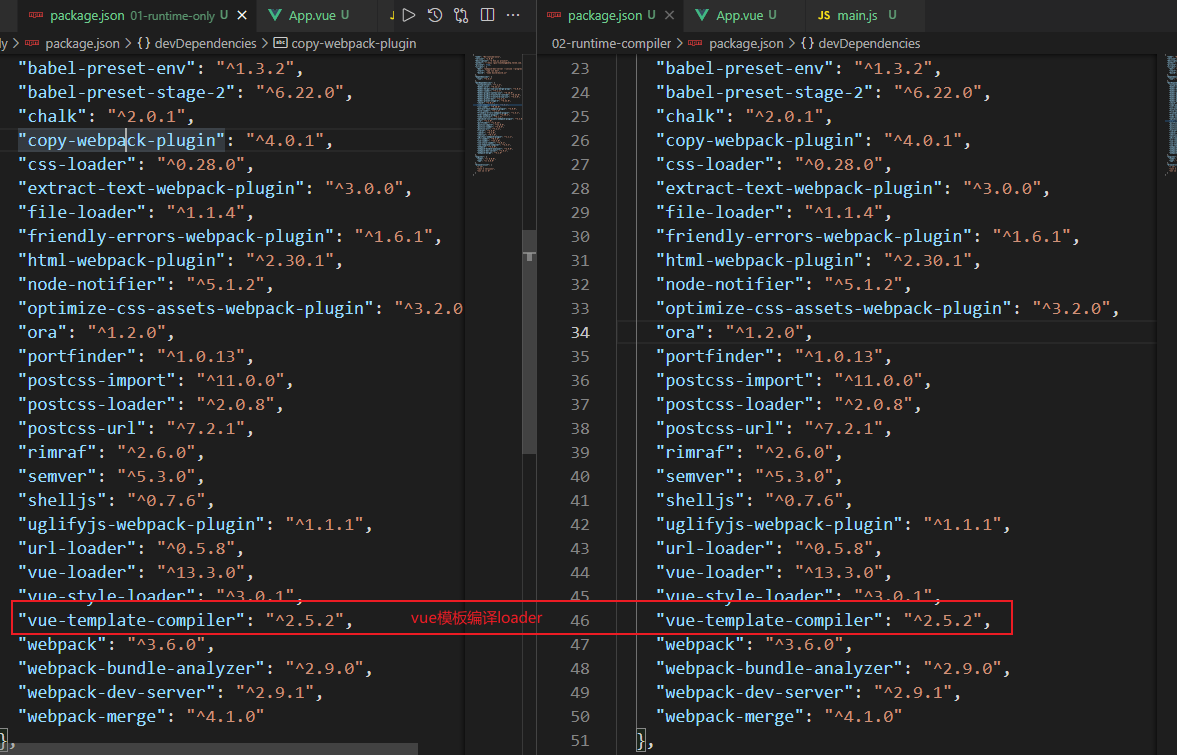 package.json 01-runtime-only U
App.vue U
ly > package.json > {} devDependencies > abc copy-webpack-plugin
"babel-preset-env": "^1.3.2",
"babel-preset-stage-2": "^6.22.0",
"chalk": "^2.0.1",
"copy-webpack-plugin": "^4.0.1",
"css-loader": "^0.28.0",
"extract-text-webpack-plugin": "^3.0.0",
"file-loader": "^1.1.4",
"friendly-errors-webpack-plugin": "^1.6.1",
"html-webpack-plugin": "^2.30.1",
"node-notifier": "^5.1.2",
"optimize-css-assets-webpack-plugin": "^3.2.0
"ora": "^1.2.0",
"portfinder": "^1.0.13",
"postcss-import": "^11.0.0",
"postcss-loader": "^2.0.8",
"postcss-url": "^7.2.1",
"rimraf": "^2.6.0",
"semver": "^5.3.0",
"shelljs": "^0.7.6",
"uglifyjs-webpack-plugin": "^1.1.1",
"url-loader": "^0.5.8",
"vue-loader": "^13.3.0",
"vue-style-loader": "^3.0.1",
"vue-template-compiler": "^2.5.2",
"webpack": "^3.6.0",
"webpack-bundle-analyzer": "^2.9.0",
"webpack-dev-server": "^2.9.1",
"webpack-merge": "^4.1.0"
},
vue模板编译loader
package.json U
App.vue U
JS main.js U
02-runtime-compiler > package.json > {} devDependencies
23 "babel-preset-env": "^1.3.2",
24 "babel-preset-stage-2": "^6.22.0",
25 "chalk": "^2.0.1",
26 "copy-webpack-plugin": "^4.0.1",
27 "css-loader": "^0.28.0",
28 "extract-text-webpack-plugin": "^3.0.0",
29 "file-loader": "^1.1.4",
30 "friendly-errors-webpack-plugin": "^1.6.1",
31 "html-webpack-plugin": "^2.30.1",
32 "node-notifier": "^5.1.2",
33 "optimize-css-assets-webpack-plugin": "^3.2.0",
34 "ora": "^1.2.0",
35 "portfinder": "^1.0.13",
36 "postcss-import": "^11.0.0",
37 "postcss-loader": "^2.0.8",
38 "postcss-url": "^7.2.1",
39 "rimraf": "^2.6.0",
40 "semver": "^5.3.0",
41 "shelljs": "^0.7.6",
42 "uglifyjs-webpack-plugin": "^1.1.1",
43 "url-loader": "^0.5.8",
44 "vue-loader": "^13.3.0",
45 "vue-style-loader": "^3.0.1",
46 "vue-template-compiler": "^2.5.2",
47 "webpack": "^3.6.0",
48 "webpack-bundle-analyzer": "^2.9.0",
49 "webpack-dev-server": "^2.9.1",
50 "webpack-merge": "^4.1.0"
51 },